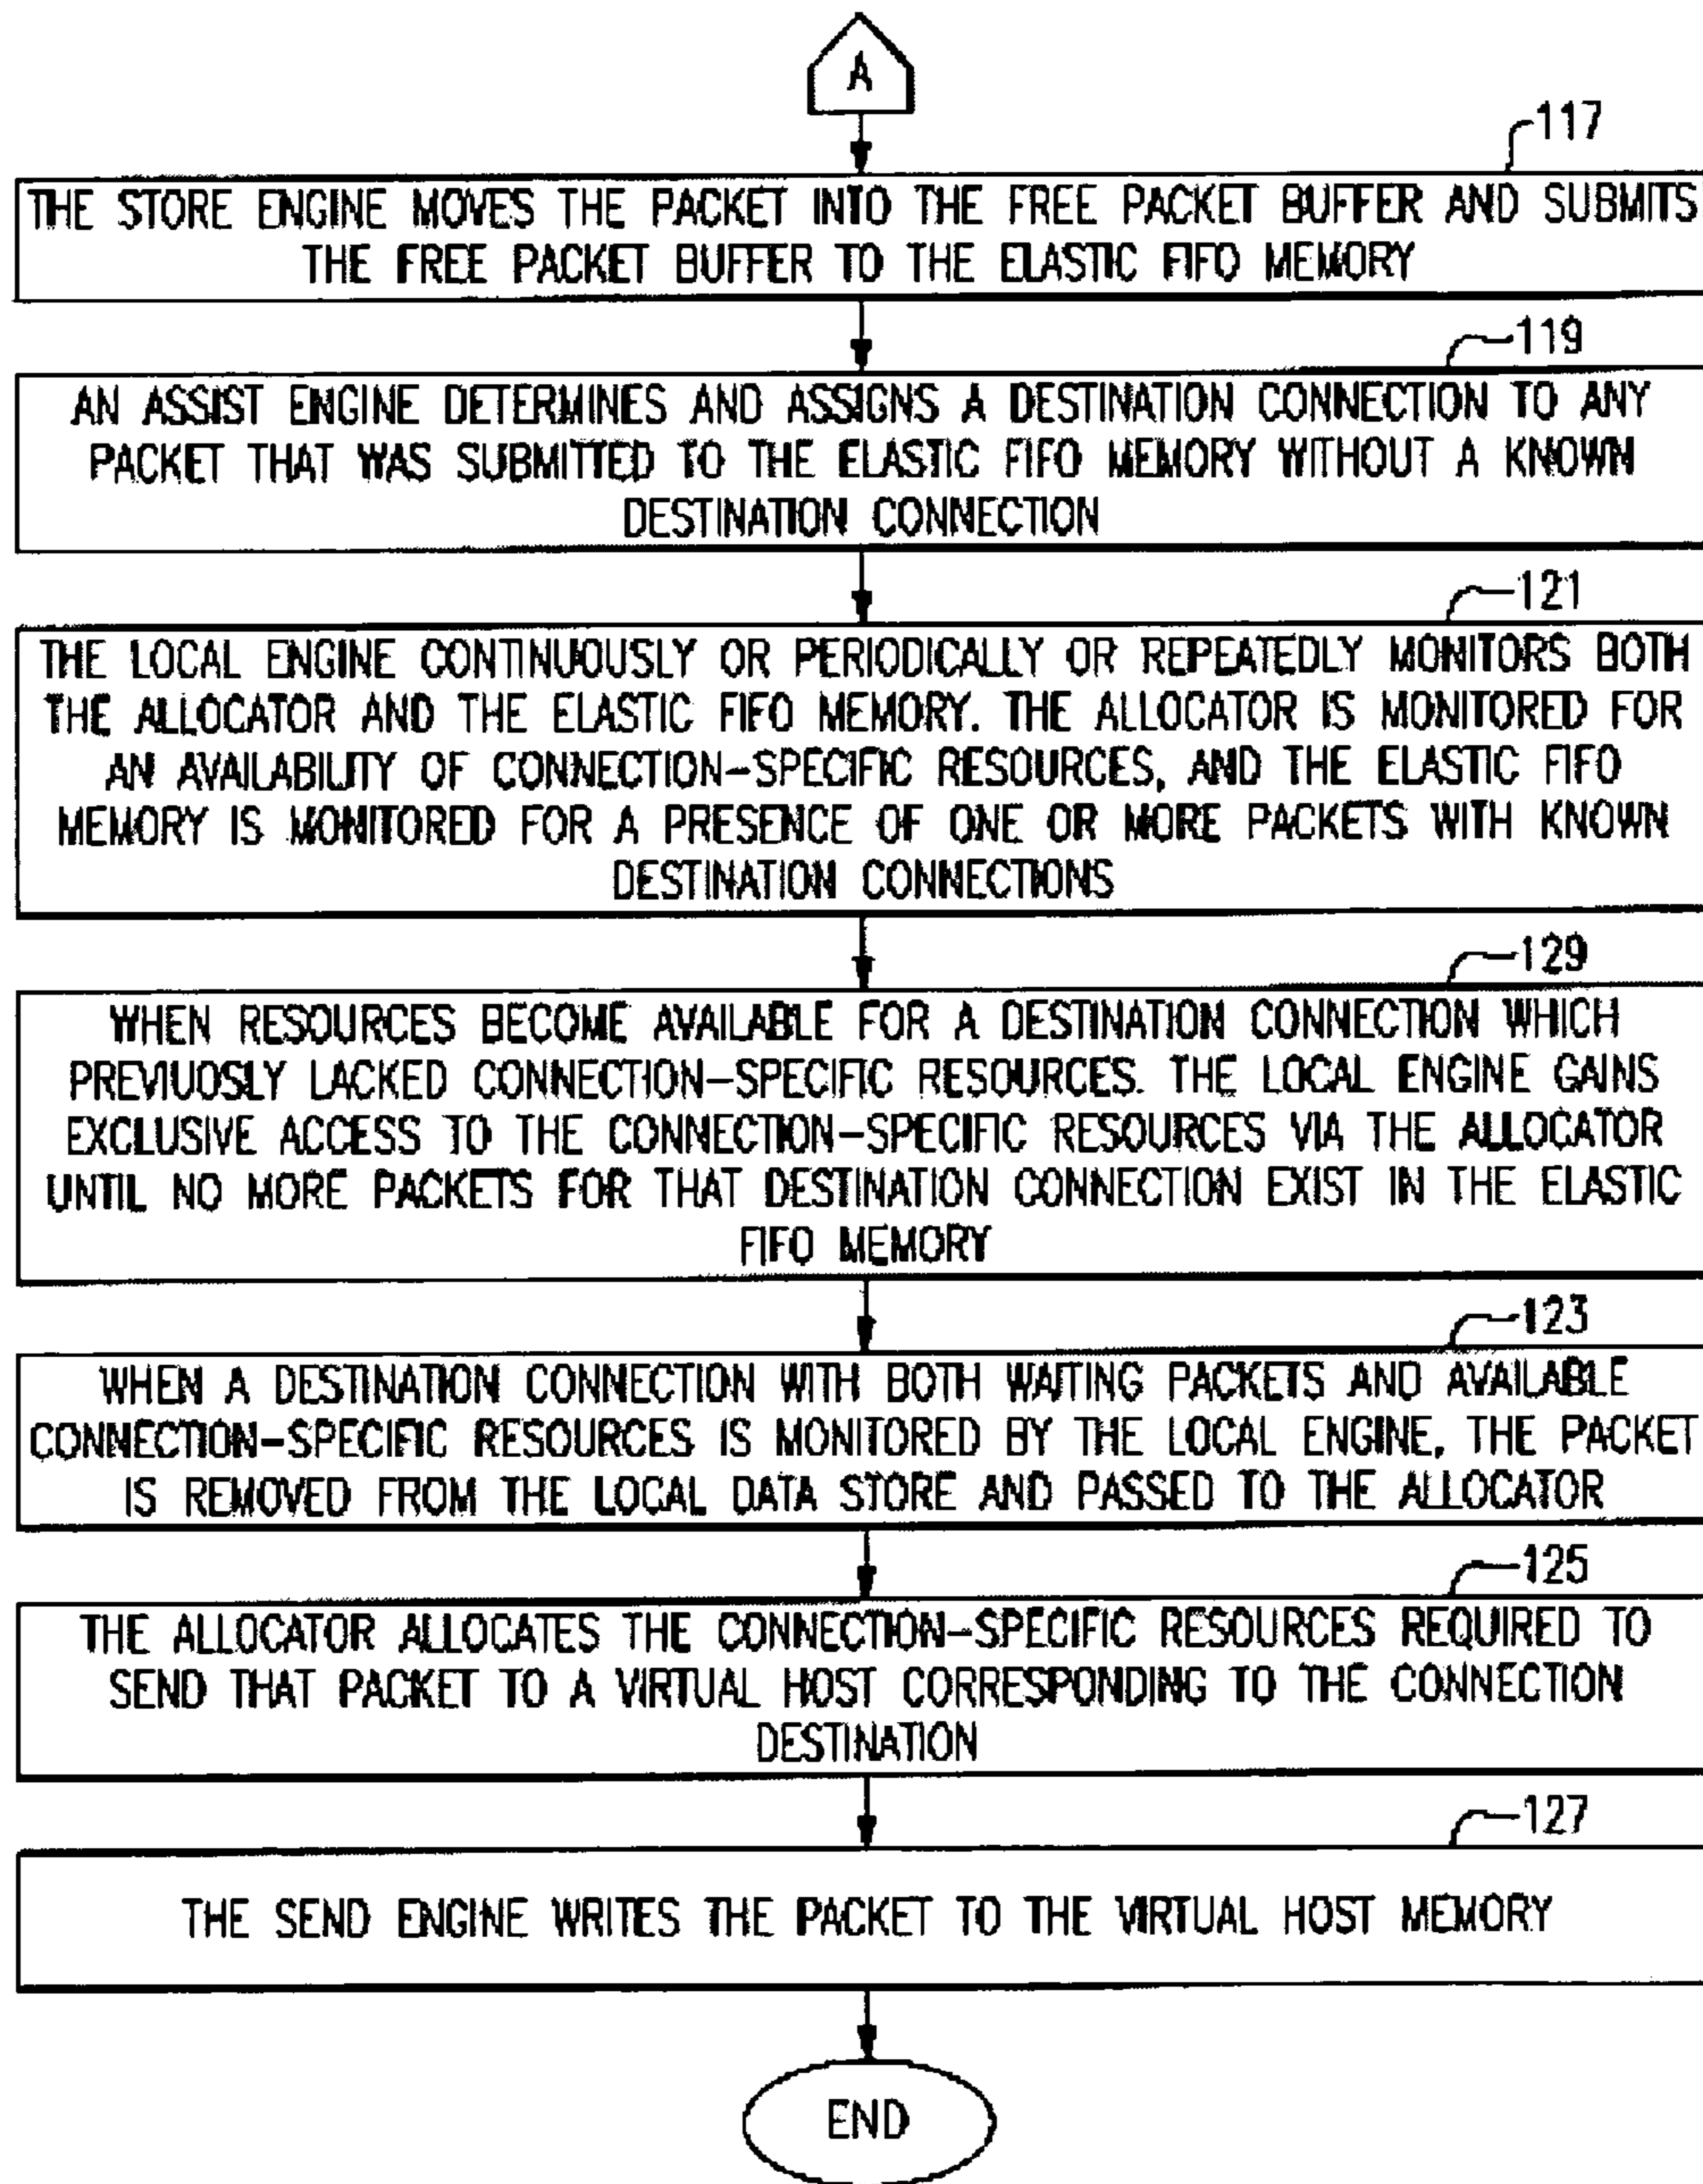 A
117
THE STORE ENGINE MOVES THE PACKET INTO THE FREE PACKET BUFFER AND SUBMITS
THE FREE PACKET BUFFER TO THE ELASTIC FIFO MEMORY
119
AN ASSIST ENGINE DETERMINES AND ASSIGNS A DESTINATION CONNECTION TO ANY
PACKET THAT WAS SUBMITTED TO THE ELASTIC FIFO MEMORY WITHOUT A KNOWN
DESTINATION CONNECTION
121
THE LOCAL ENGINE CONTINUOUSLY OR PERIODICALLY OR REPEATEDLY MONITORS BOTH
THE ALLOCATOR AND THE ELASTIC FIFO MEMORY. THE ALLOCATOR IS MONITORED FOR
AN AVAILABILITY OF CONNECTION-SPECIFIC RESOURCES, AND THE ELASTIC FIFO
MEMORY IS MONITORED FOR A PRESENCE OF ONE OR MORE PACKETS WITH KNOWN
DESTINATION CONNECTIONS
129
WHEN RESOURCES BECOME AVAILABLE FOR A DESTINATION CONNECTION WHICH
PREVIUOSLY LACKED CONNECTION-SPECIFIC RESOURCES. THE LOCAL ENGINE GAINS
EXCLUSIVE ACCESS TO THE CONNECTION-SPECIFIC RESOURCES VIA THE ALLOCATOR
UNTIL NO MORE PACKETS FOR THAT DESTINATION CONNECTION EXIST IN THE ELASTIC
FIFO MEMORY
123
WHEN A DESTINATION CONNECTION WITH BOTH WAITING PACKETS AND AVAILABLE
CONNECTION-SPECIFIC RESOURCES IS MONITORED BY THE LOCAL ENGINE, THE PACKET
IS REMOVED FROM THE LOCAL DATA STORE AND PASSED TO THE ALLOCATOR
125
THE ALLOCATOR ALLOCATES THE CONNECTION-SPECIFIC RESOURCES REQUIRED TO
SEND THAT PACKET TO A VIRTUAL HOST CORRESPONDING TO THE CONNECTION
DESTINATION
127
THE SEND ENGINE WRITES THE PACKET TO THE VIRTUAL HOST MEMORY
END